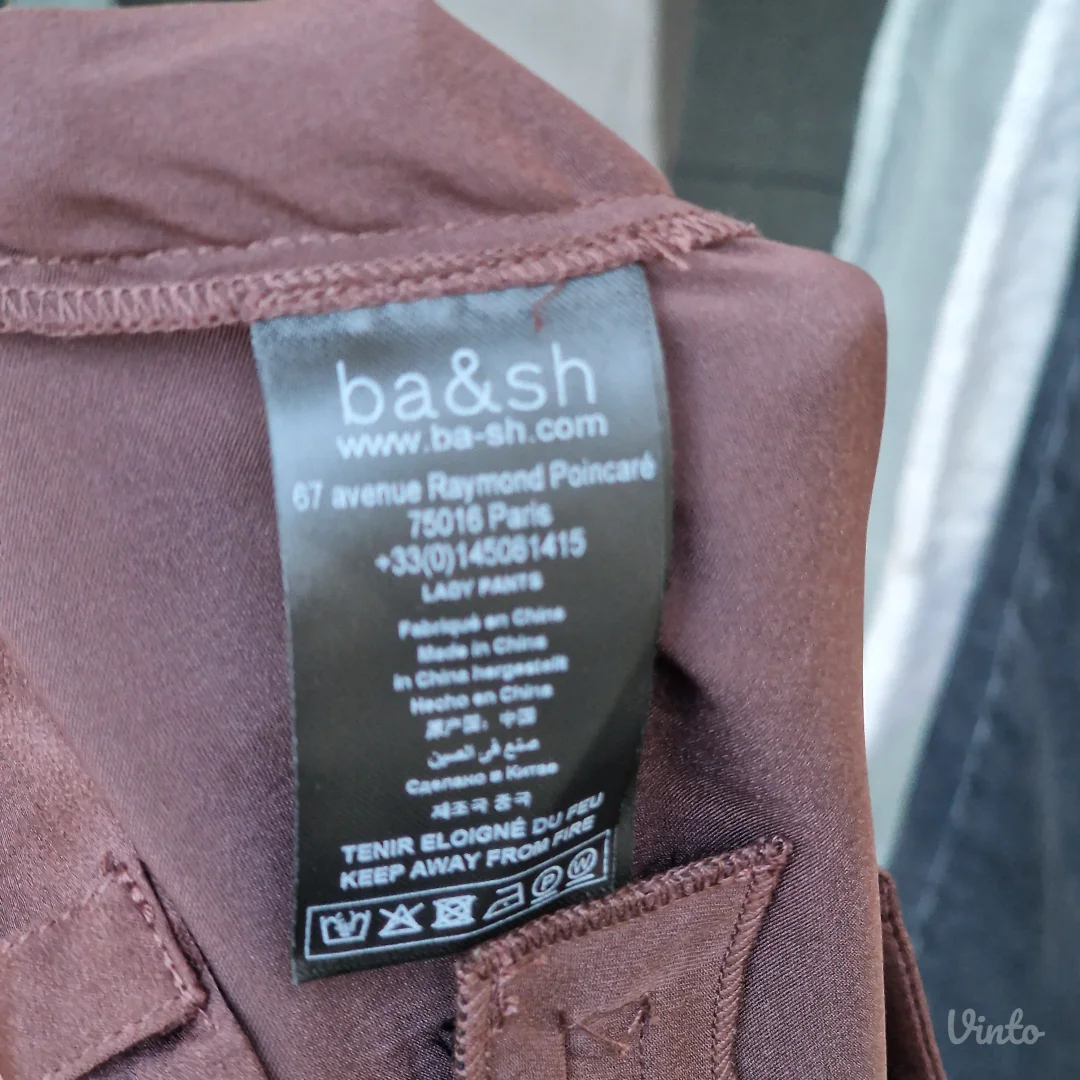 ba&sh
www.ba-sh.com
67 avenue Raymond Poincaré
75016 Paris
+33(0)145081415
LADY PANTS
Fabriqué en China
Made in China
In China hergestellt
Hecho en China
原产国：中国
صنع في الصين
Сделано в Китае
제조국 중국
TENIR ELOIGNÉ DU FEU
KEEP AWAY FROM FIRE
P W
Vinto